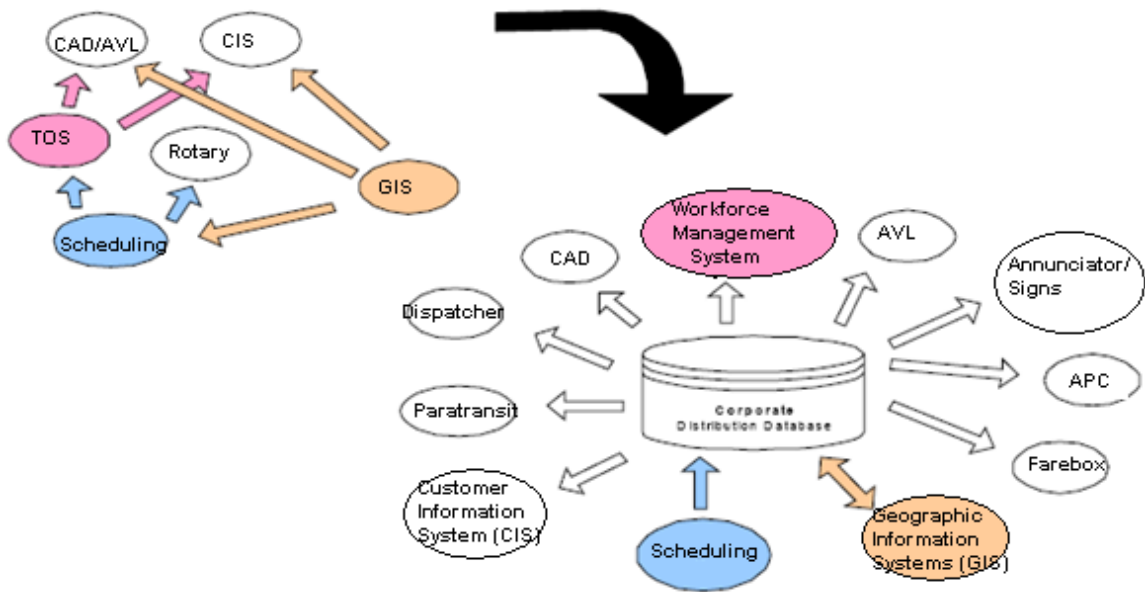 CAD/AVL
CIS
TOS
Rotary
GIS
Scheduling
Workforce
Management
System
AVL
CAD
Annunciator/
Signs
Dispatcher
APC
Paratransit
Corporate
Distribution Database
Farebox
Customer
Information
System (CIS)
Scheduling
Geographic
Information
Systems (GIS)